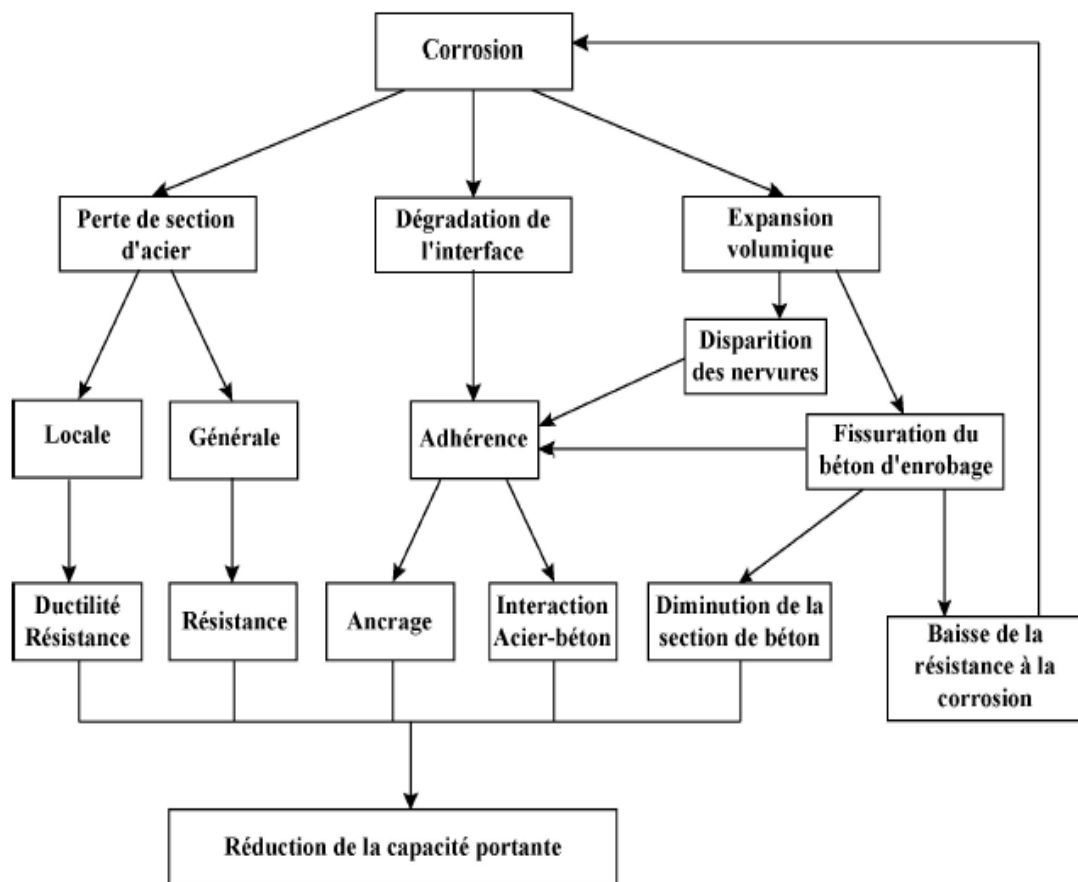 Corrosion
Perte de section
d'acier
Dégradation de
l'interface
Expansion
volumique
Disparition
des nervures
Locale
Générale
Adhérence
Fissuration du
béton d'enrobage
Ductilité
Résistance
Résistance
Ancrage
Interaction
Acier-béton
Diminution de la
section de béton
Baisse de la
résistance à la
corrosion
Réduction de la capacité portante